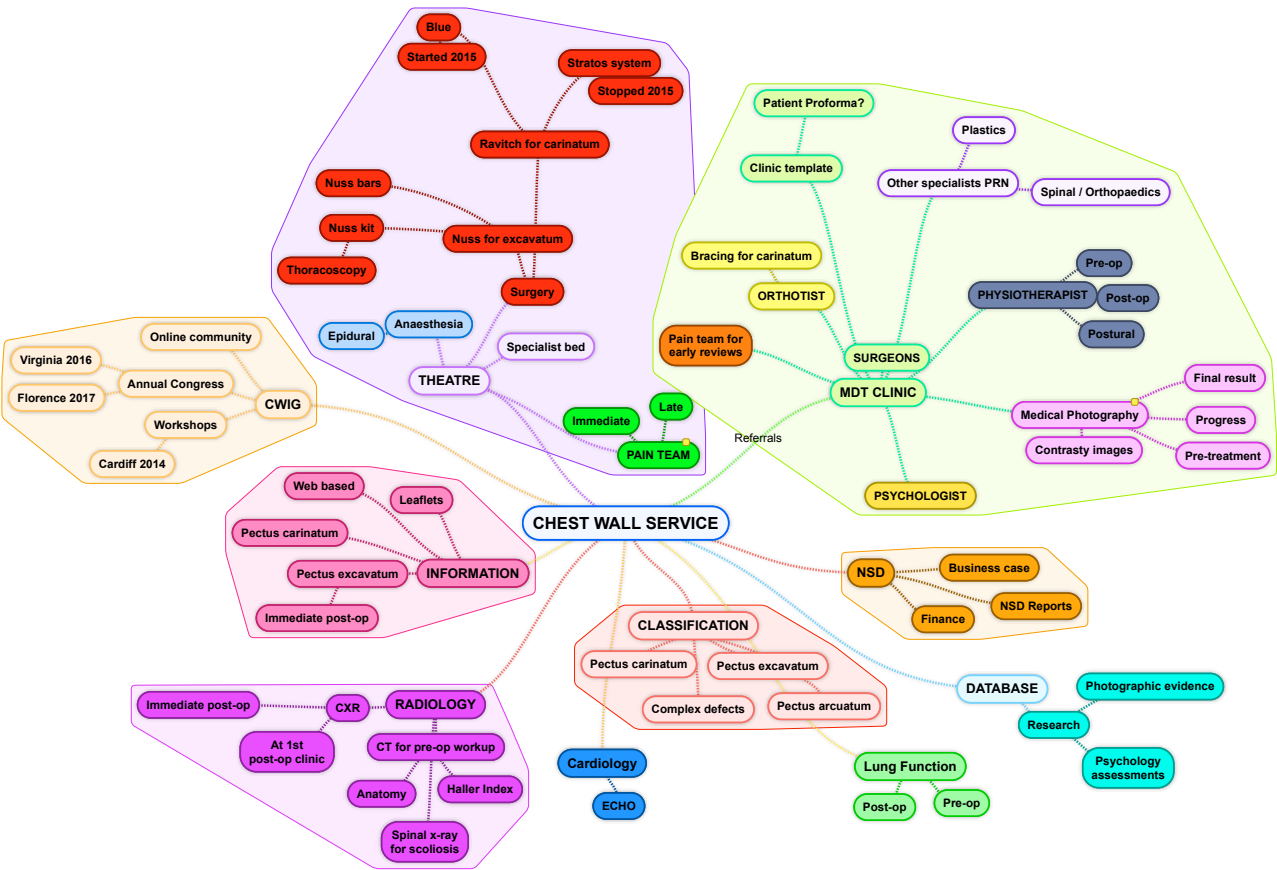 Blue
Started 2015
Stratos system
Stopped 2015
Ravitch for carinatum
Nuss bars
Nuss kit
Nuss for excavatum
Thoracoscopy
Surgery
Anaesthesia
Epidural
Specialist bed
THEATRE
Late
Immediate
PAIN TEAM
Patient Proforma?
Plastics
Clinic template
Other specialists PRN
Spinal / Orthopaedics
Bracing for carinatum
ORTHOTIST
Pre-op
PHYSIOTHERAPIST
Post-op
Postural
Pain team for
early reviews
SURGEONS
MDT CLINIC
Final result
Medical Photography
Progress
Contrasty images
Pre-treatment
PSYCHOLOGIST
Referrals
Online community
Virginia 2016
Annual Congress
Florence 2017
CWIG
Workshops
Cardiff 2014
CHEST WALL SERVICE
Web based
Leaflets
Pectus carinatum
Pectus excavatum
INFORMATION
Immediate post-op
NSD
Business case
NSD Reports
Finance
CLASSIFICATION
Pectus carinatum
Pectus excavatum
Complex defects
Pectus arcuatum
DATABASE
Photographic evidence
Research
Psychology
assessments
Immediate post-op
CXR
RADIOLOGY
At 1st
post-op clinic
CT for pre-op workup
Anatomy
Haller Index
Spinal x-ray
for scoliosis
Cardiology
ECHO
Lung Function
Post-op
Pre-op